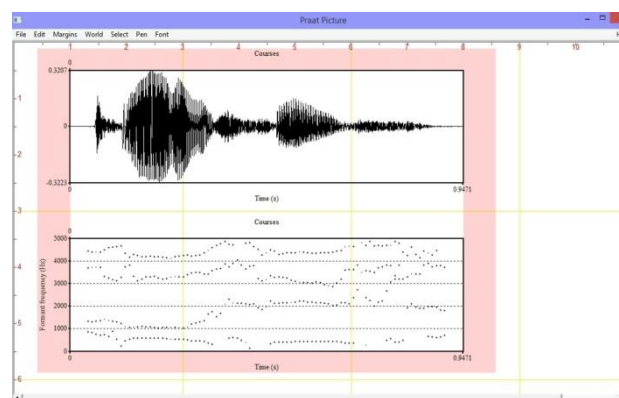 Praat Picture
File Edit Margins World Select Pen Font H
1 2 3 4 5 6 7 8 9 10
Courses
0
0.3207
0
-0.3223
0 0.9471
Time (s)
Courses
0
5000
4000
3000
2000
1000
0
Formant frequency (Hz)
0 0.9471
Time (s)
-1
-2
-3
-4
-5
-6